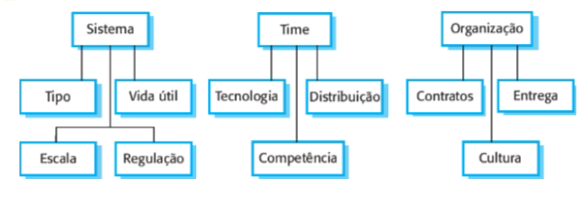 Sistema
Time
Organização
Tipo
Vida útil
Tecnologia
Distribuição
Contratos
Entrega
Escala
Regulação
Competência
Cultura